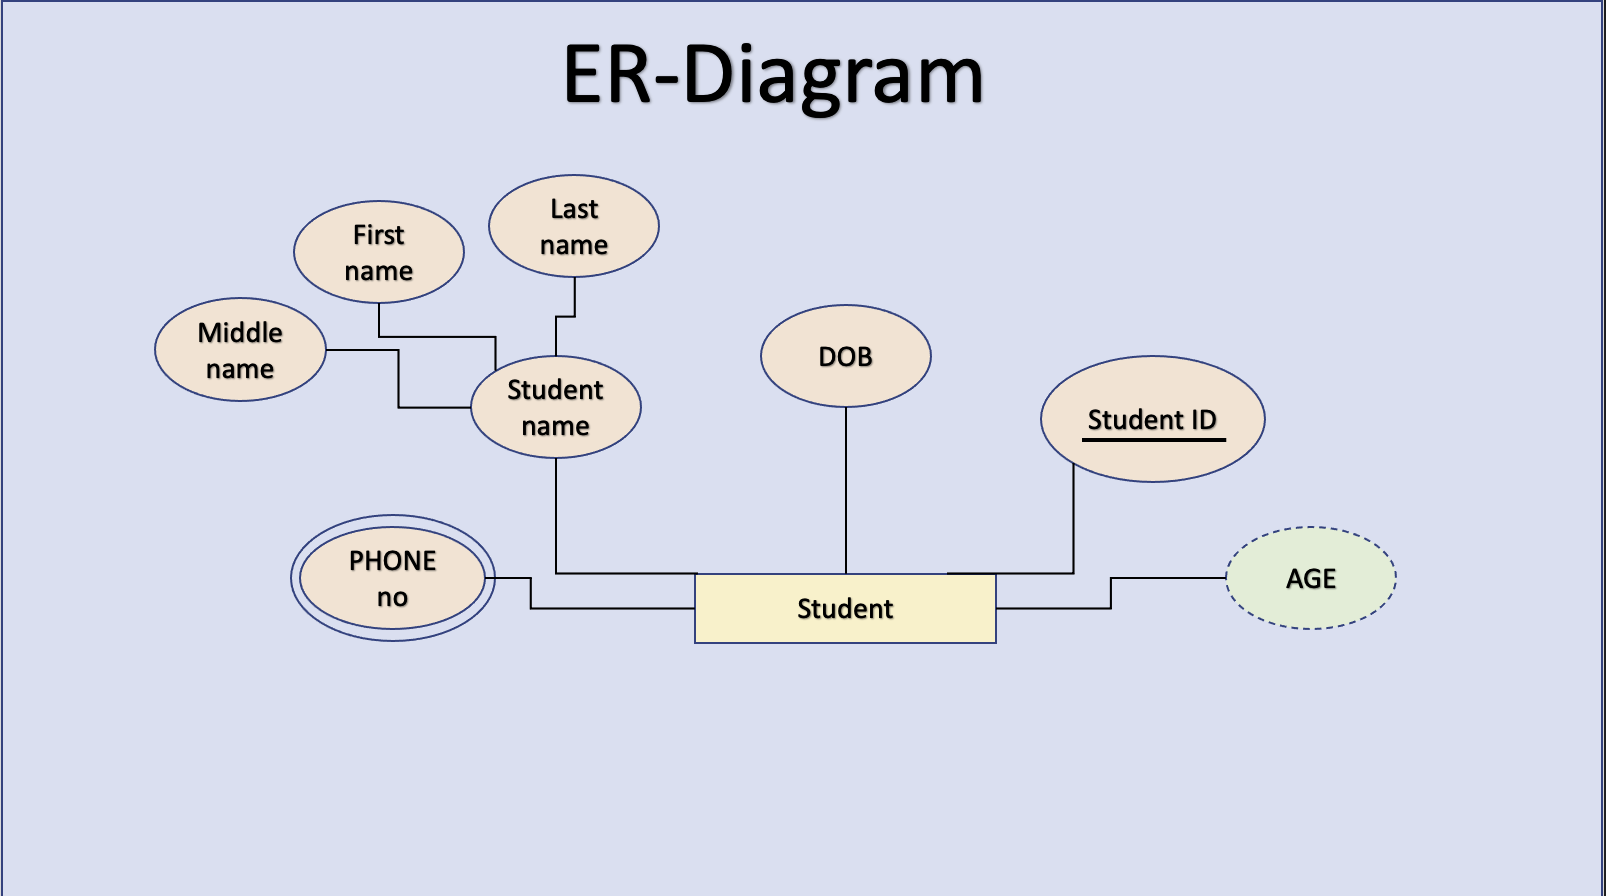 ER-Diagram
Last
name
First
name
Middle
name
Student
name
DOB
Student ID
PHONE
no
Student
AGE